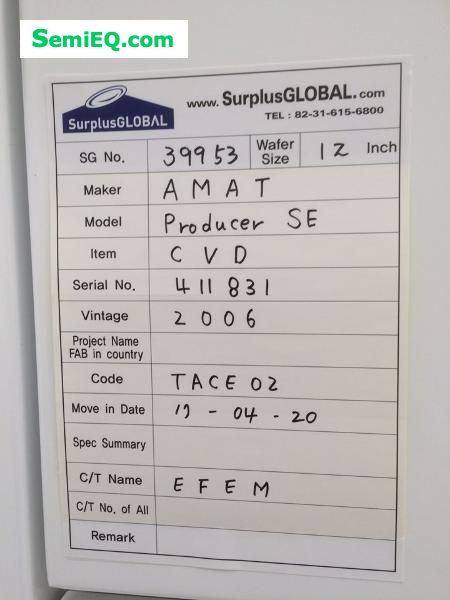 SemiEQ.com
SurplusGLOBAL
www. SurplusGLOBAL.com
TEL : 82-31-615-6800
SG No. 39953 Wafer Size 12 Inch
Maker AMAT
Model Producer SE
Item CVD
Serial No. 411831
Vintage 2006
Project Name
FAB in country
Code TACE02
Move in Date 17-04-20
Spec Summary
C/T Name EFEM
C/T No. of All
Remark